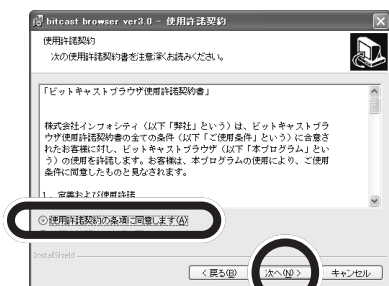 bitcast browser ver3.0 - 使用許諾契約
使用許諾契約
次の使用許諾契約書を注意深くお読みください。
「ビットキャストブラウザ使用許諾契約書」
株式会社インフォシティ（以下「弊社」という）は、ビットキャストブラ
ウザ使用許諾契約書の全ての条件（以下「ご使用条件」という）に合意さ
れたお客様に対し、ビットキャストブラウザ（以下「本プログラム」とい
う）の使用を許諾します。お客様は、本プログラムの使用により、ご使用
条件に同意したものと見なされます。
1．定義および使用許諾
使用許諾契約の条項に同意します(A)
InstallShield
< 戻る(B)
次へ(N) >
キャンセル